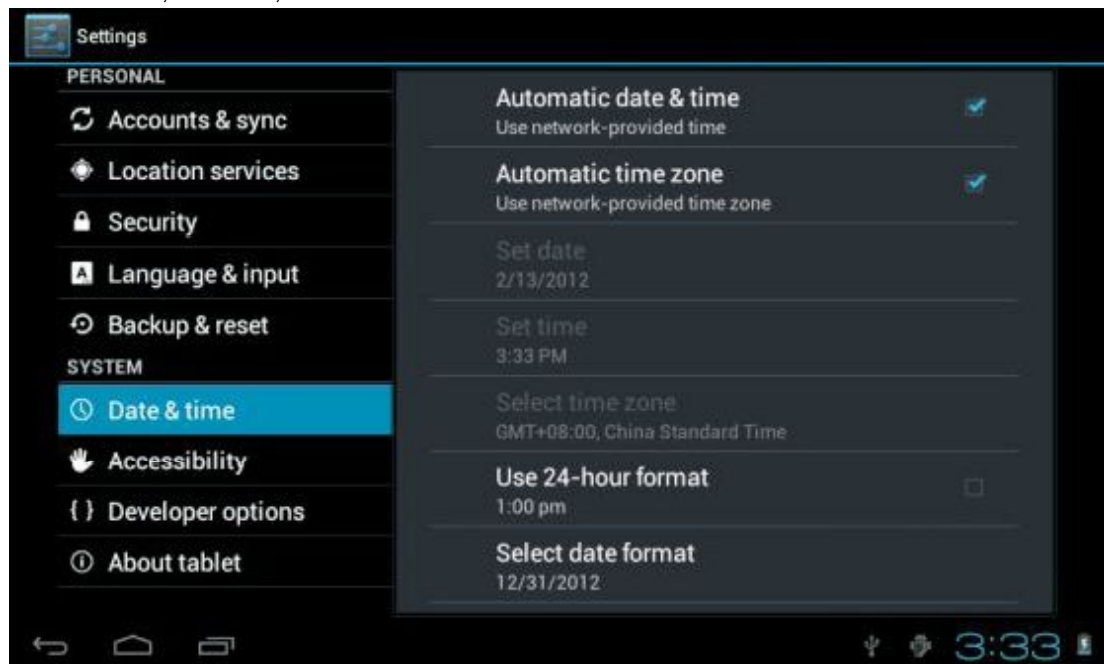 Settings
PERSONAL
Accounts & sync
Location services
Security
Language & input
Backup & reset
SYSTEM
Date & time
Accessibility
{ } Developer options
About tablet
Automatic date & time
Use network-provided time
Automatic time zone
Use network-provided time zone
Set date
2/13/2012
Set time
3:33 PM
Select time zone
GMT+08:00, China Standard Time
Use 24-hour format
1:00 pm
Select date format
12/31/2012
3:33